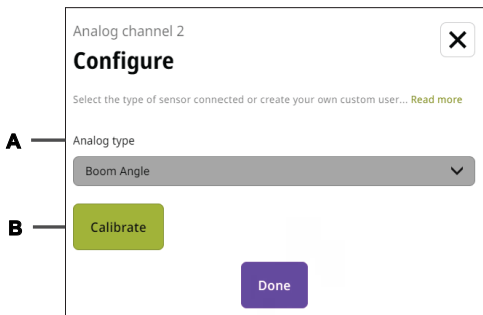 Analog channel 2
Configure
Select the type of sensor connected or create your own custom user... Read more
A
Analog type
Boom Angle
B
Calibrate
Done